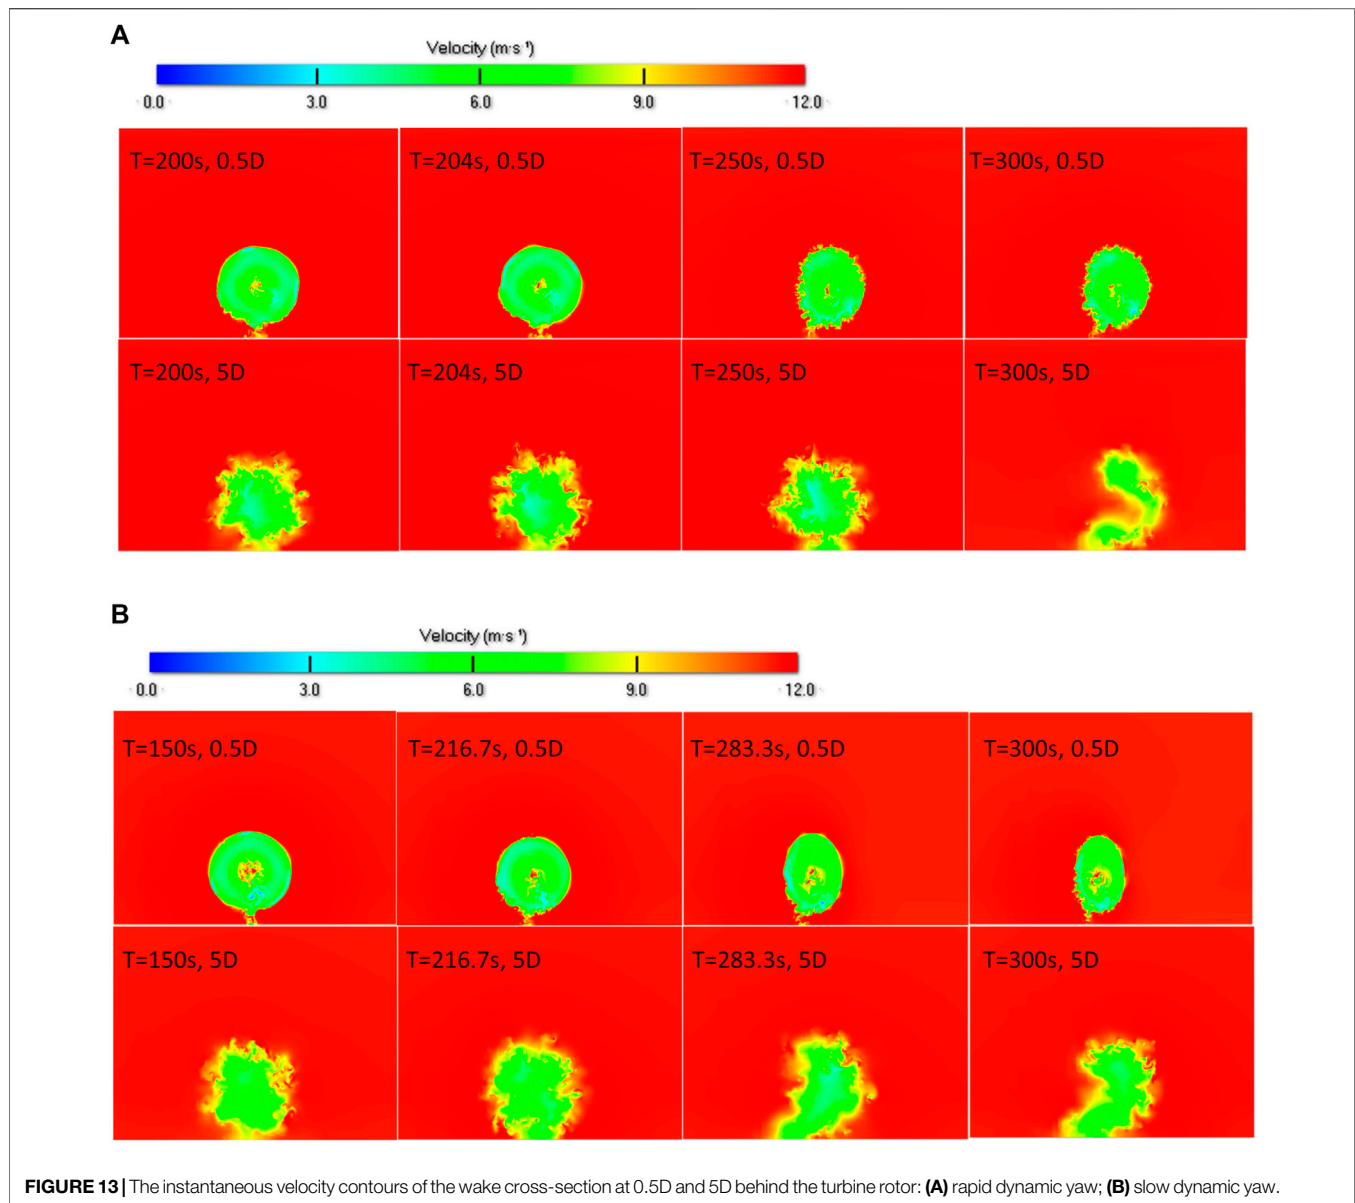 A
Velocity (m·s⁻¹)
0.0 3.0 6.0 9.0 12.0
T=200s, 0.5D T=204s, 0.5D T=250s, 0.5D T=300s, 0.5D
T=200s, 5D T=204s, 5D T=250s, 5D T=300s, 5D
B
Velocity (m·s⁻¹)
0.0 3.0 6.0 9.0 12.0
T=150s, 0.5D T=216.7s, 0.5D T=283.3s, 0.5D T=300s, 0.5D
T=150s, 5D T=216.7s, 5D T=283.3s, 5D T=300s, 5D
FIGURE 13 | The instantaneous velocity contours of the wake cross-section at 0.5D and 5D behind the turbine rotor: (A) rapid dynamic yaw; (B) slow dynamic yaw.